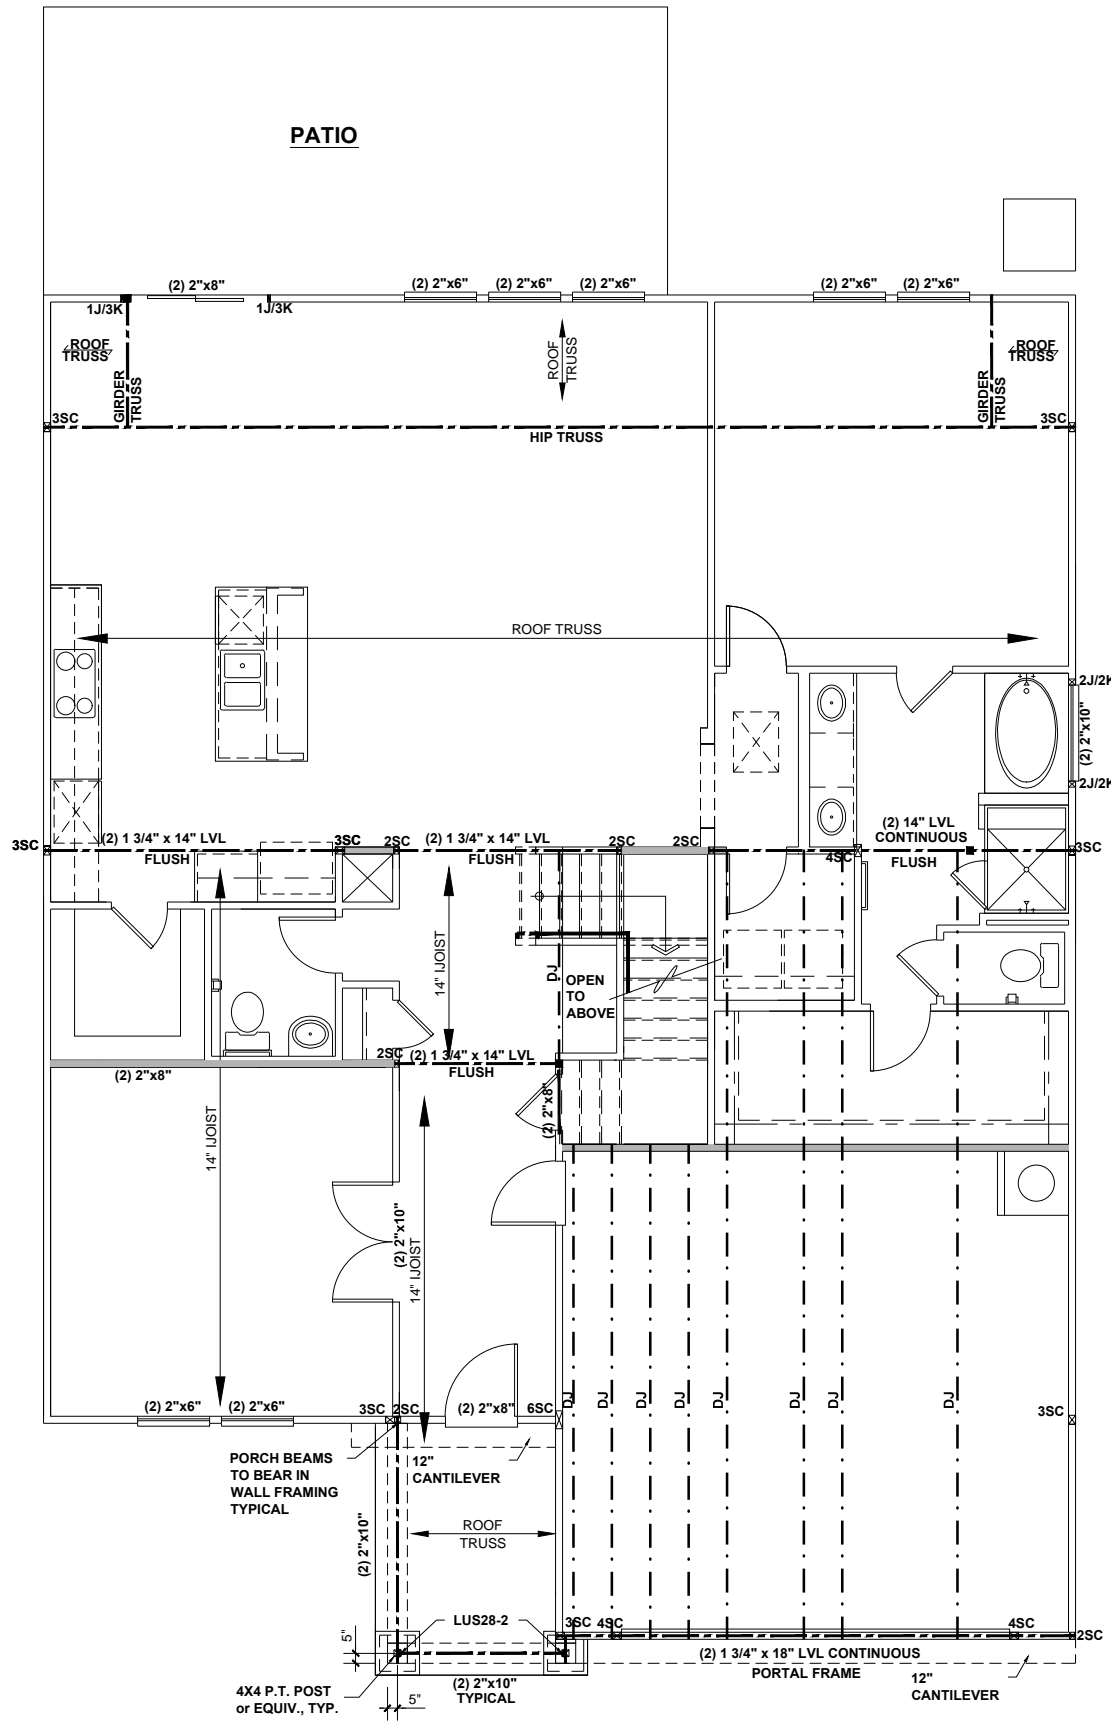 PATIO
(2) 2"x8"
(2) 2"x6"
(2) 2"x6"
(2) 2"x6"
(2) 2"x6"
(2) 2"x6"
1J/3K
1J/3K
ROOF
TRUSS
ROOF
TRUSS
ROOF
TRUSS
GIRDER
TRUSS
GIRDER
TRUSS
3SC
3SC
HIP TRUSS
ROOF TRUSS
2J/2K
(2) 2"x10"
2J/2K
3SC
(2) 1 3/4" x 14" LVL
FLUSH
3SC
2SC
(2) 1 3/4" x 14" LVL
FLUSH
2SC
2SC
4SC
(2) 14" LVL
CONTINUOUS
FLUSH
3SC
14" IJOIST
DJ
OPEN
TO
ABOVE
2SC
(2) 1 3/4" x 14" LVL
FLUSH
(2) 2"x8"
(2) 2"x8"
14" IJOIST
(2) 2"x10"
14" IJOIST
DJ
DJ
DJ
DJ
DJ
DJ
DJ
DJ
(2) 2"x6"
(2) 2"x6"
3SC
2SC
(2) 2"x8"
6SC
3SC
PORCH BEAMS
TO BEAR IN
WALL FRAMING
TYPICAL
12"
CANTILEVER
(2) 2"x10"
ROOF
TRUSS
LUS28-2
3SC
4SC
4SC
2SC
5"
(2) 1 3/4" x 18" LVL CONTINUOUS
PORTAL FRAME
(2) 2"x10"
TYPICAL
12"
CANTILEVER
4X4 P.T. POST
or EQUIV., TYP.
5"